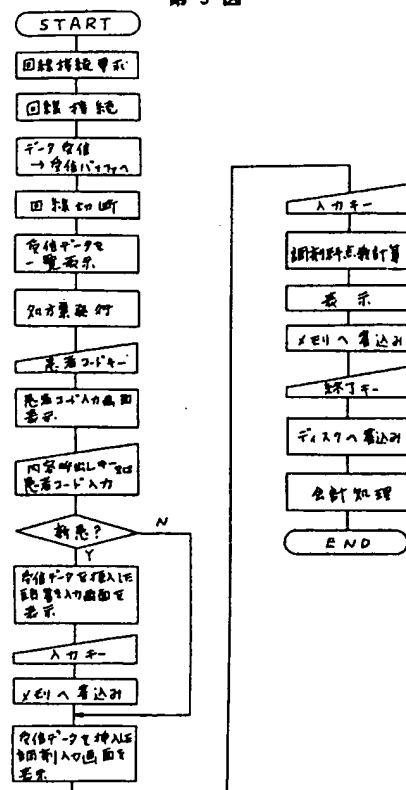 第 5 図
START
回線接続要求
回線接続
データ受信
→受信バッファへ
回線切断
受信データを
一覧表示
処方箋発行
患者コードキー
患者コード入力画面
表示
内容呼出しキー又は
患者コード入力
新患?
N
Y
受信データを挿入した
頭書き入力画面を
表示
入力キー
メモリへ書込み
受信データを挿入した
調剤入力画面を
表示
入力キー
調剤料点数計算
表示
メモリへ書込み
終了キー
ディスクへ書込み
会計処理
END